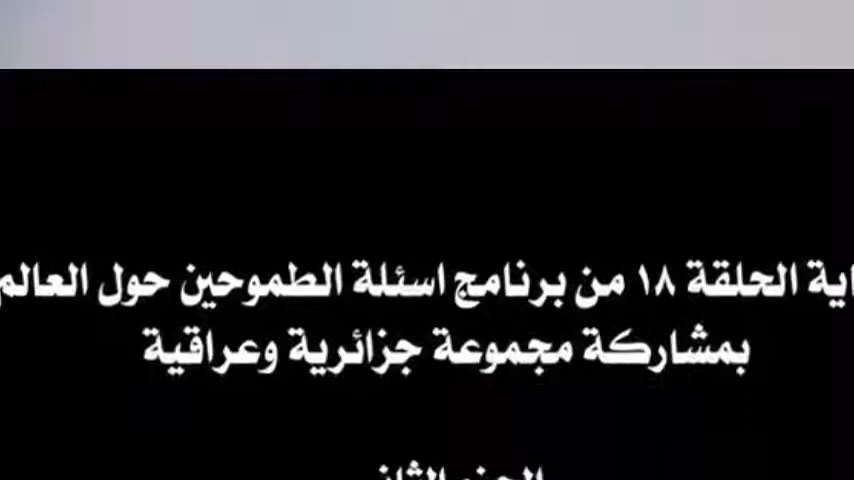 الحلقة ١٨ من برنامج اسئلة الطموحين حول العالم
بمشاركة مجموعة جزائرية وعراقية